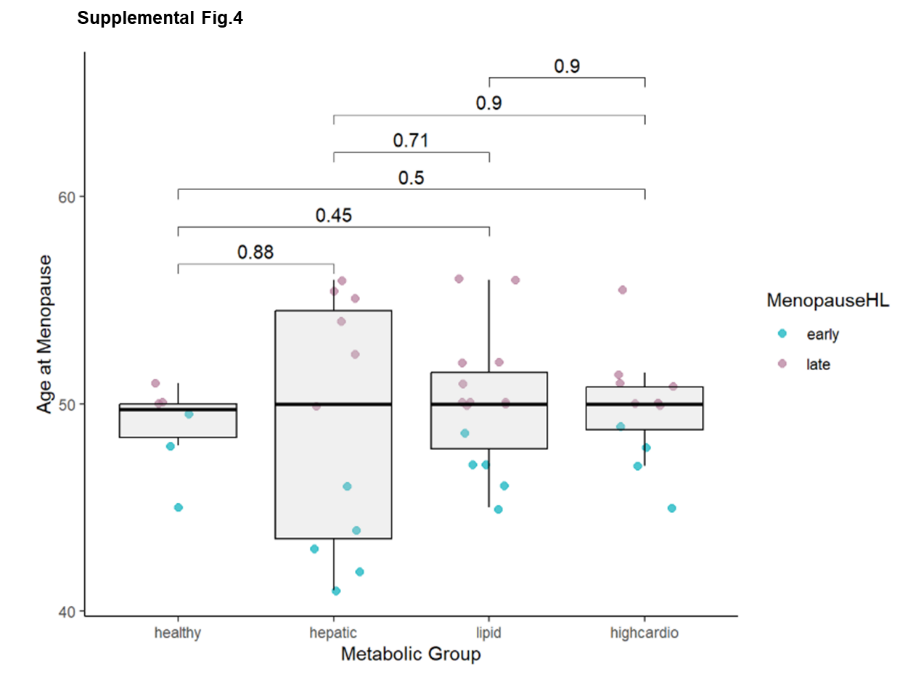 Supplemental Fig.4
0.9
0.9
0.71
0.5
0.45
0.88
60
50
40
Age at Menopause
healthy hepatic lipid highcardio
Metabolic Group
MenopauseHL
early
late